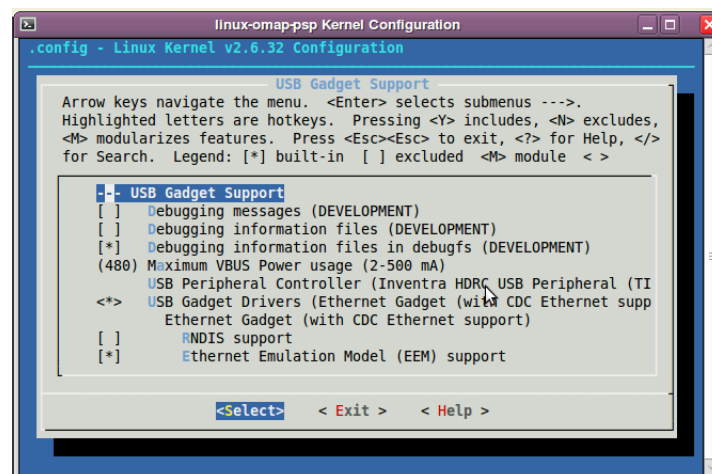 linux-omap-psp Kernel Configuration
.config - Linux Kernel v2.6.32 Configuration
USB Gadget Support
Arrow keys navigate the menu.  <Enter> selects submenus --->.
Highlighted letters are hotkeys.  Pressing <Y> includes, <N> excludes,
<M> modularizes features.  Press <Esc><Esc> to exit, <?> for Help, </>
for Search.  Legend: [*] built-in  [ ] excluded  <M> module  < >
--- USB Gadget Support
[ ]   Debugging messages (DEVELOPMENT)
[ ]   Debugging information files (DEVELOPMENT)
[*]   Debugging information files in debugfs (DEVELOPMENT)
(480) Maximum VBUS Power usage (2-500 mA)
USB Peripheral Controller (Inventra HDRC USB Peripheral (TI
<*>   USB Gadget Drivers (Ethernet Gadget (with CDC Ethernet supp
Ethernet Gadget (with CDC Ethernet support)
[ ]       RNDIS support
[*]       Ethernet Emulation Model (EEM) support
<Select>    < Exit >    < Help >